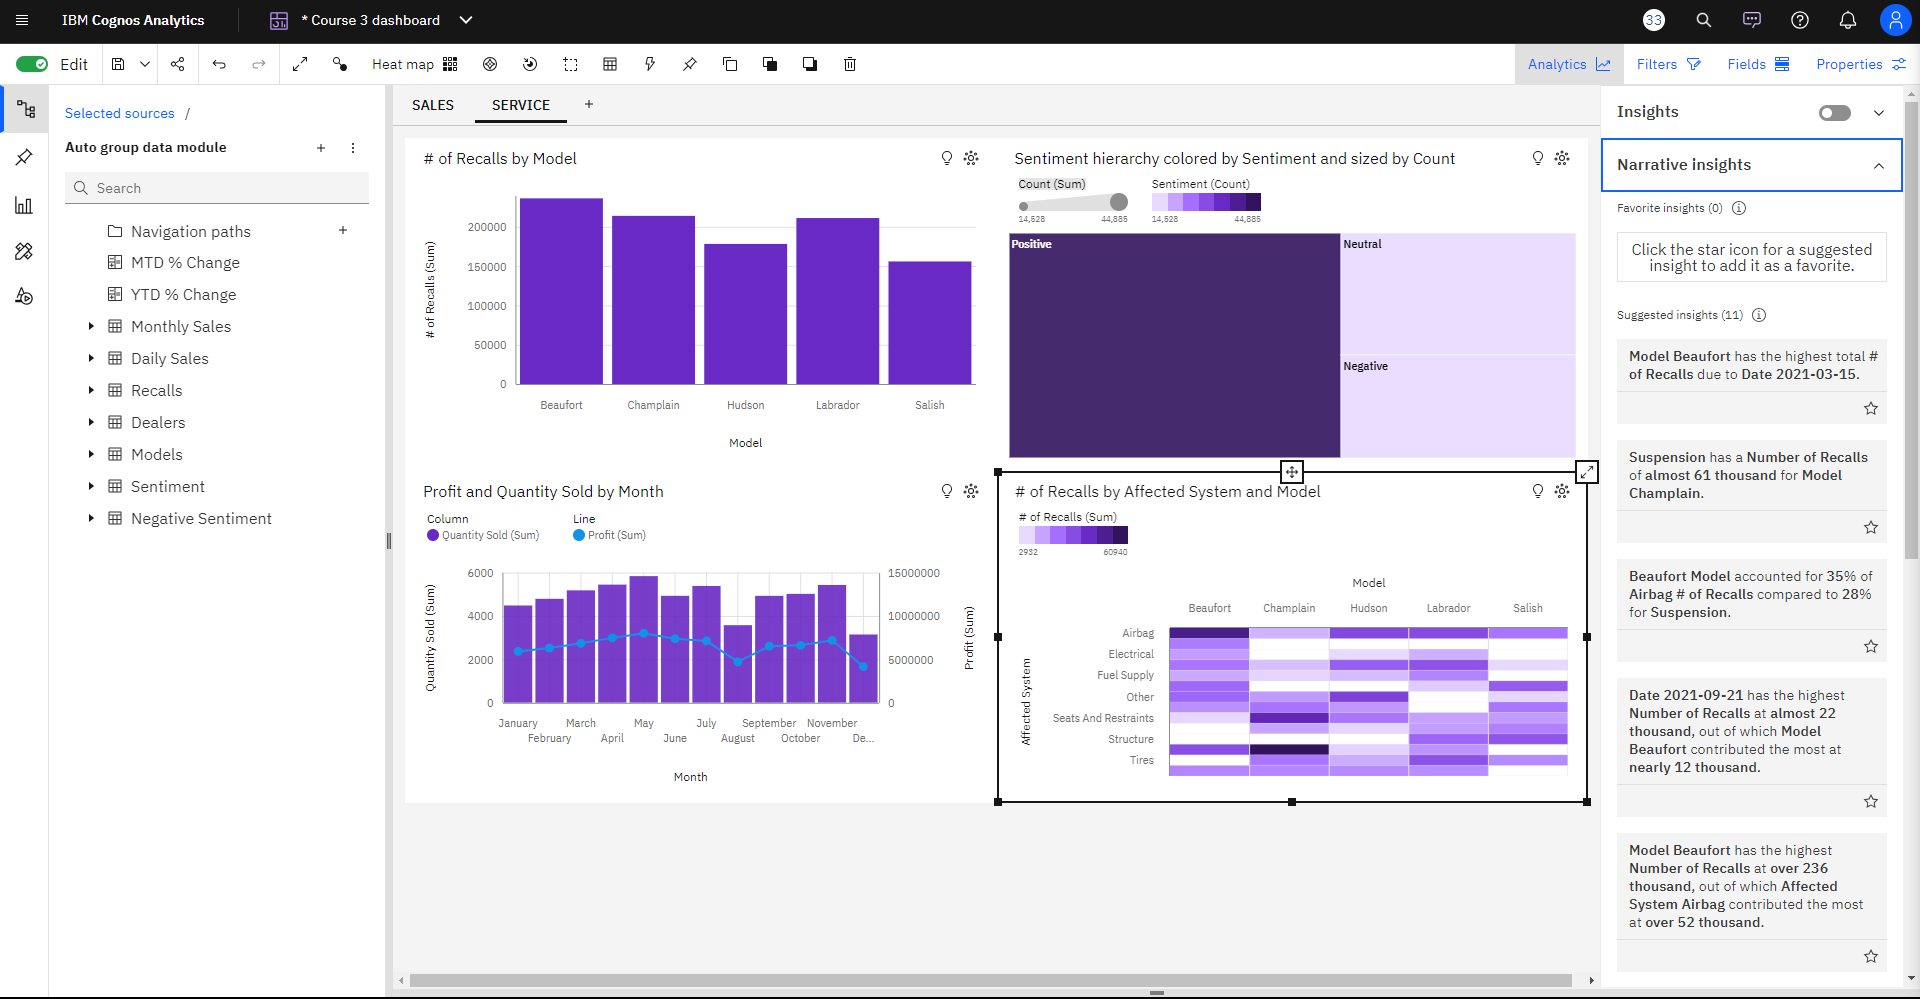 IBM Cognos Analytics
* Course 3 dashboard
33
Edit
Heat map
Analytics
Filters
Fields
Properties
Selected sources /
Auto group data module
Search
Navigation paths
MTD % Change
YTD % Change
Monthly Sales
Daily Sales
Recalls
Dealers
Models
Sentiment
Negative Sentiment
SALES
SERVICE
# of Recalls by Model
# of Recalls (Sum)
200000
150000
100000
50000
0
Beaufort
Champlain
Hudson
Labrador
Salish
Model
Sentiment hierarchy colored by Sentiment and sized by Count
Count (Sum)
14,528
44,885
Sentiment (Count)
14,528
44,885
Positive
Neutral
Negative
Profit and Quantity Sold by Month
Column
Quantity Sold (Sum)
Line
Profit (Sum)
Quantity Sold (Sum)
6000
4000
2000
0
15000000
10000000
5000000
0
Profit (Sum)
January
February
March
April
May
June
July
August
September
October
November
De...
Month
# of Recalls by Affected System and Model
# of Recalls (Sum)
2932
60940
Model
Beaufort
Champlain
Hudson
Labrador
Salish
Affected System
Airbag
Electrical
Fuel Supply
Other
Seats And Restraints
Structure
Tires
Insights
Narrative insights
Favorite insights (0)
Click the star icon for a suggested
insight to add it as a favorite.
Suggested insights (11)
Model Beaufort has the highest total #
of Recalls due to Date 2021-03-15.
Suspension has a Number of Recalls
of almost 61 thousand for Model
Champlain.
Beaufort Model accounted for 35% of
Airbag # of Recalls compared to 28%
for Suspension.
Date 2021-09-21 has the highest
Number of Recalls at almost 22
thousand, out of which Model
Beaufort contributed the most at
nearly 12 thousand.
Model Beaufort has the highest
Number of Recalls at over 236
thousand, out of which Affected
System Airbag contributed the most
at over 52 thousand.